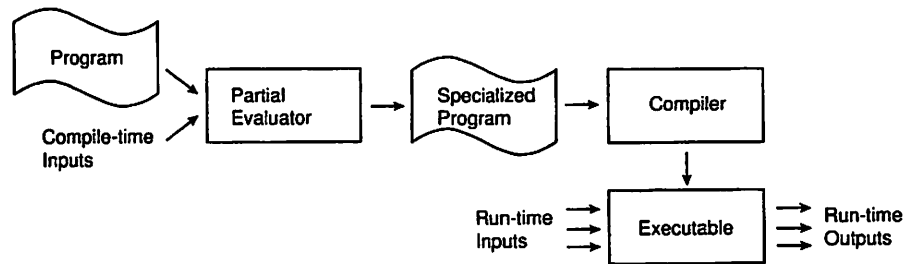 Program
Compile-time
Inputs
Partial
Evaluator
Specialized
Program
Compiler
Run-time
Inputs
Executable
Run-time
Outputs